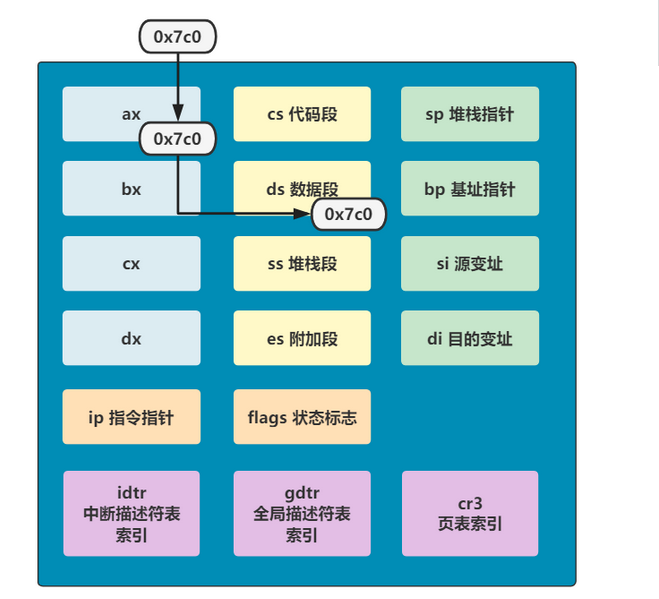 0x7c0
ax
cs 代码段
sp 堆栈指针
0x7c0
bx
ds 数据段
bp 基址指针
0x7c0
cx
ss 堆栈段
si 源变址
dx
es 附加段
di 目的变址
ip 指令指针
flags 状态标志
idtr
中断描述符表
索引
gdtr
全局描述符表
索引
cr3
页表索引